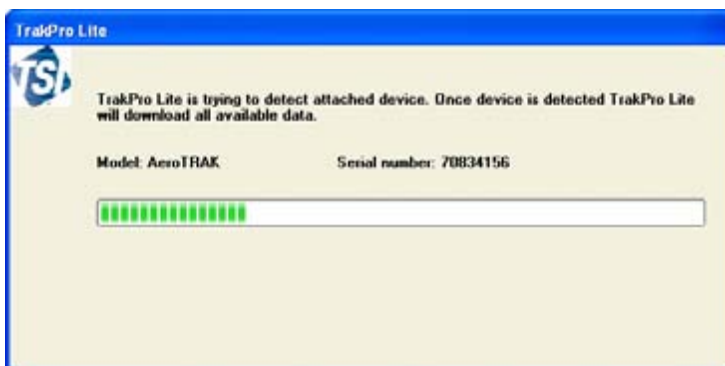 TrakPro Lite
TSI
TrakPro Lite is trying to detect attached device. Once device is detected TrakPro Lite
will download all available data.
Model: AeroTRAK Serial number: 70834156